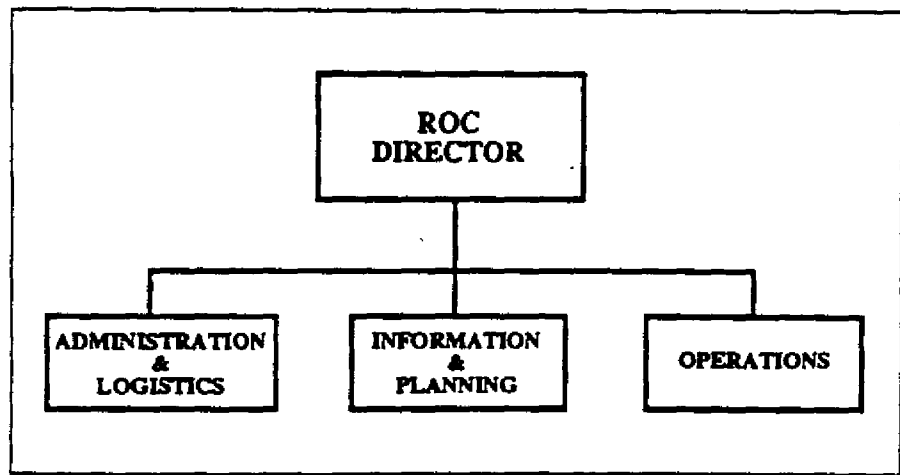 ROC
DIRECTOR
ADMINISTRATION
&
LOGISTICS
INFORMATION
&
PLANNING
OPERATIONS